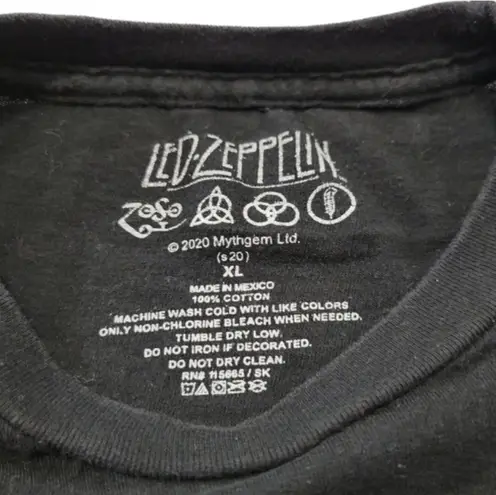 LED-ZEPPELIN
ZoSo
© 2020 Mythgem Ltd.
(s20)
XL
MADE IN MEXICO
100% COTTON
MACHINE WASH COLD WITH LIKE COLORS
ONLY NON-CHLORINE BLEACH WHEN NEEDED.
TUMBLE DRY LOW.
DO NOT IRON IF DECORATED.
DO NOT DRY CLEAN.
RN# 115665 / SK